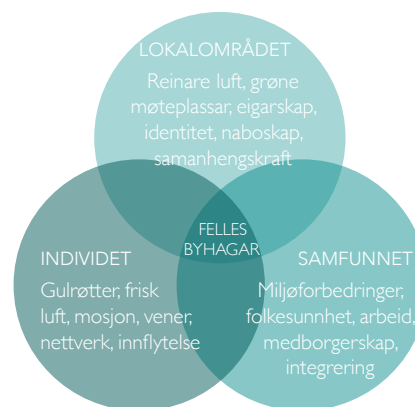 LOKALOMRÅDET
Reinare luft, grøne
møteplassar, eigarskap,
identitet, naboskap,
samanhengskraft
FELLES
BYHAGAR
INDIVIDET
Gulrøtter, frisk
luft, mosjon, vener,
nettverk, innflytelse
SAMFUNNET
Miljøforbedringer,
folkesunnhet, arbeid,
medborgerskap,
integrering